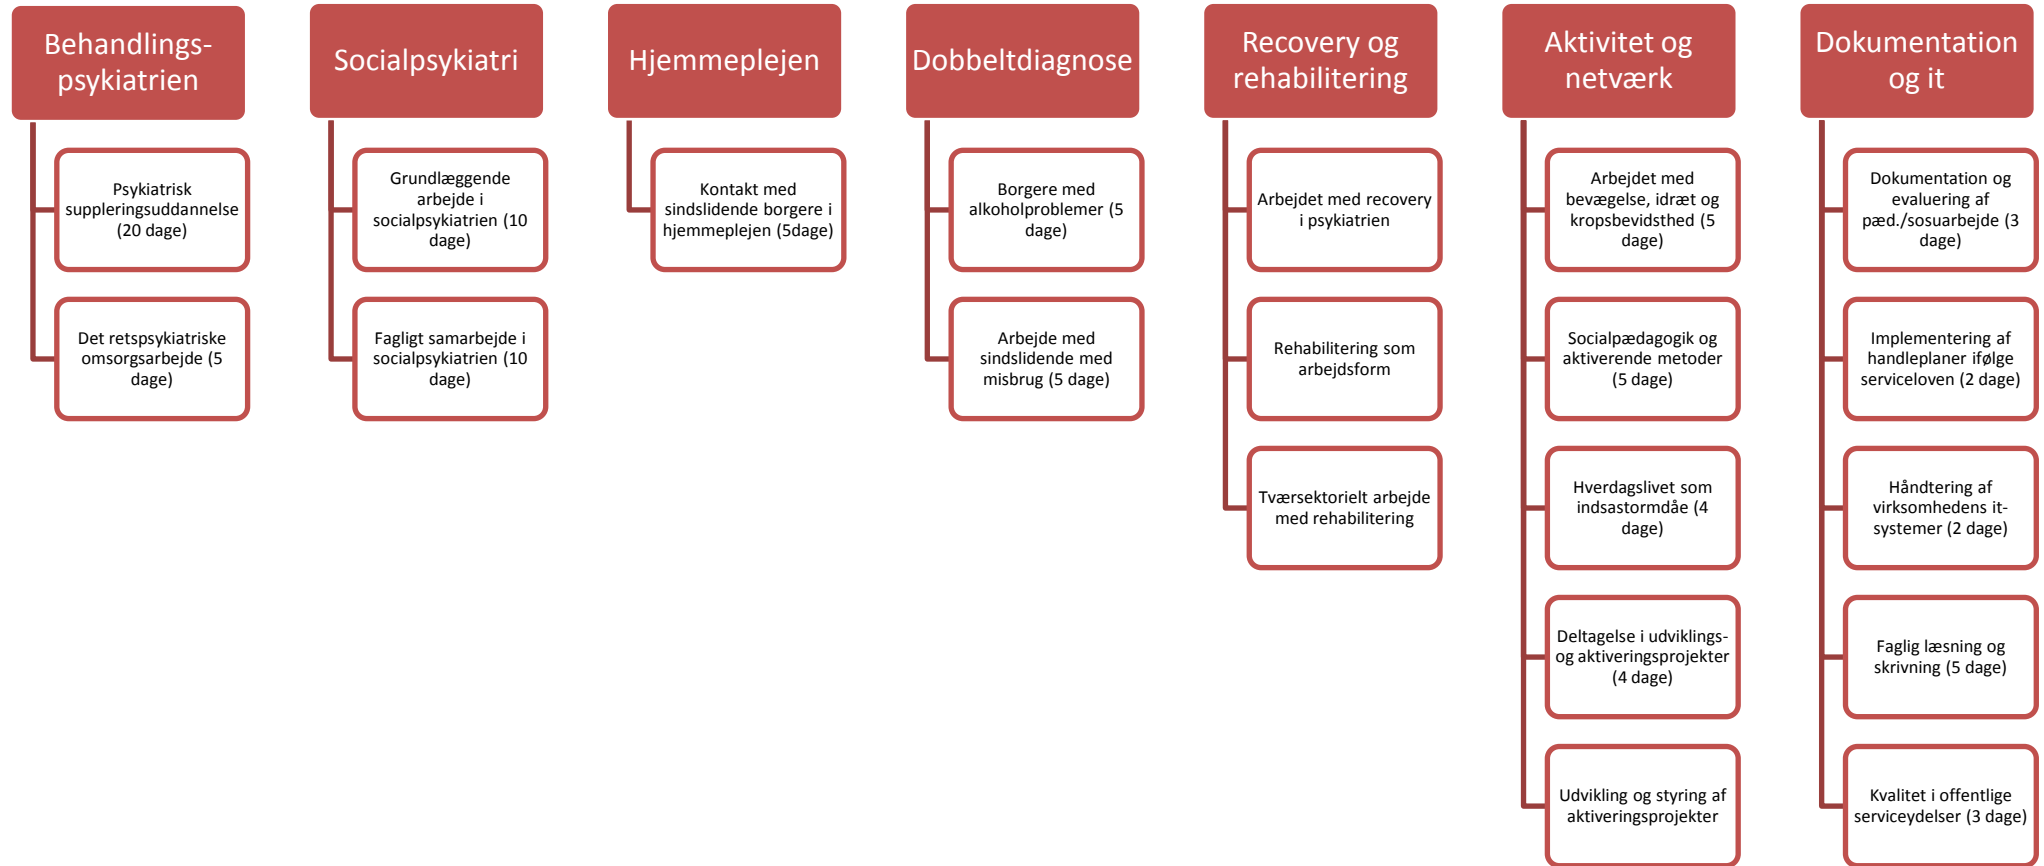 Behandlings-
psykiatrien
Psykiatrisk
suppleringsuddannelse
(20 dage)
Det retspsykiatriske
omsorgsarbejde (5
dage)
Socialpsykiatri
Grundlæggende
arbejde i
socialpsykiatrien (10
dage)
Fagligt samarbejde i
socialpsykiatrien (10
dage)
Hjemmeplejen
Kontakt med
sindslidende borgere i
hjemmeplejen (5dage)
Dobbeltdiagnose
Borgere med
alkoholproblemer (5
dage)
Arbejde med
sindslidende med
misbrug (5 dage)
Recovery og
rehabilitering
Arbejdet med recovery
i psykiatrien
Rehabilitering som
arbejdsform
Tværsektorielt arbejde
med rehabilitering
Aktivitet og
netværk
Arbejdet med
bevægelse, idræt og
kropsbevidsthed (5
dage)
Socialpædagogik og
aktiverende metoder
(5 dage)
Hverdagslivet som
indsastormdåe (4
dage)
Deltagelse i udviklings-
og aktiveringsprojekter
(4 dage)
Udvikling og styring af
aktiveringsprojekter
Dokumentation
og it
Dokumentation og
evaluering af
pæd./sosuarbejde (3
dage)
Implementering af
handleplaner ifølge
serviceloven (2 dage)
Håndtering af
virksomhedens it-
systemer (2 dage)
Faglig læsning og
skrivning (5 dage)
Kvalitet i offentlige
serviceydelser (3 dage)